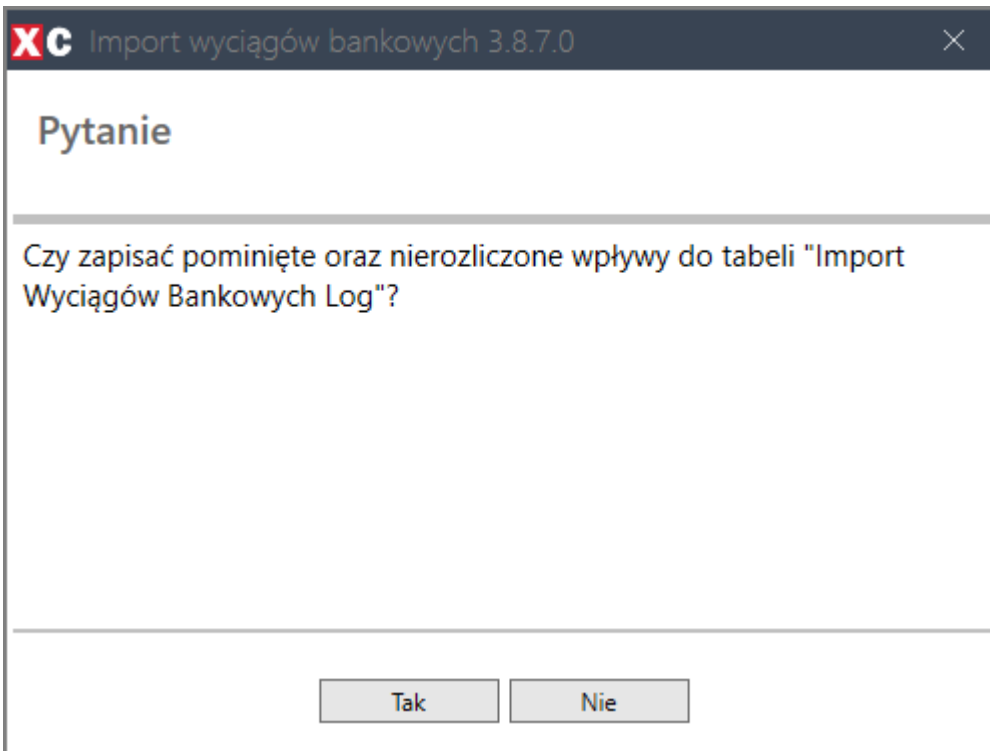 XC Import wyciągów bankowych 3.8.7.0
Pytanie
Czy zapisać pominięte oraz nierozliczone wpływy do tabeli "Import
Wyciągów Bankowych Log"?
Tak Nie